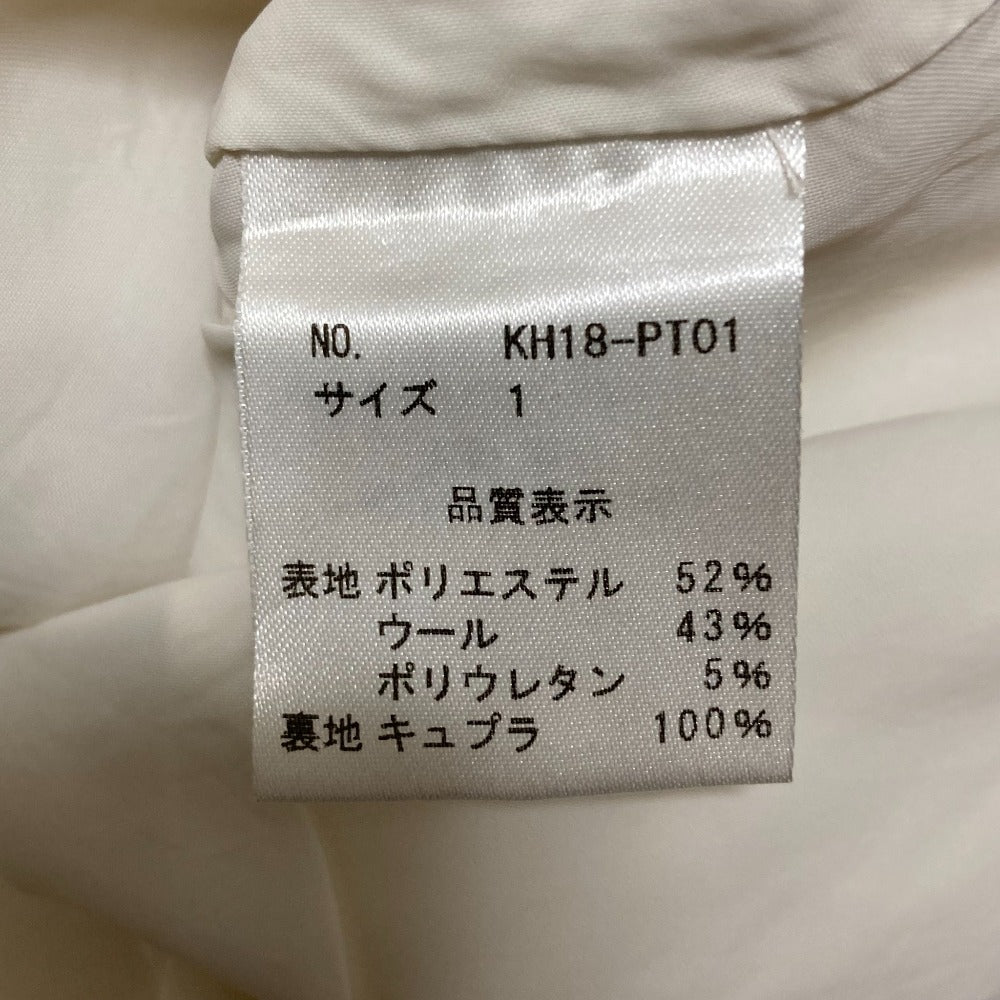 NO. KH18-PT01
サイズ 1
品質表示
表地 ポリエステル 52%
ウール 43%
ポリウレタン 5%
裏地 キュプラ 100%